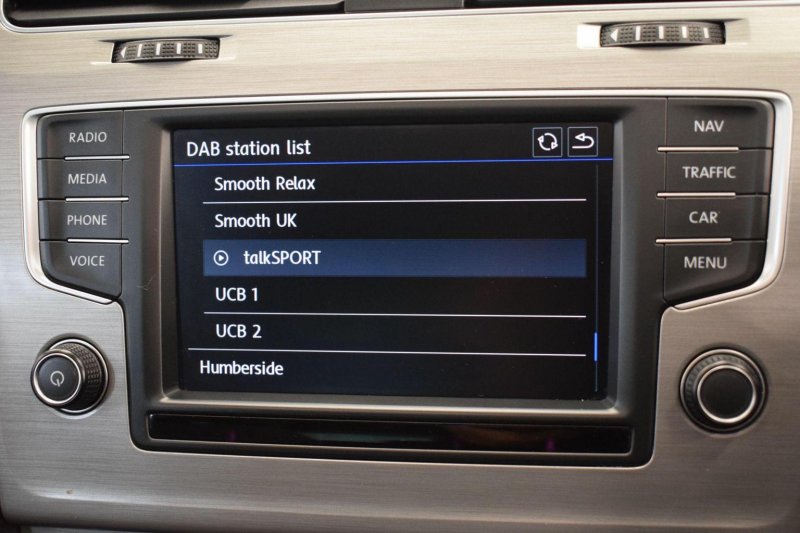 RADIO
MEDIA
PHONE
VOICE
DAB station list
Smooth Relax
Smooth UK
talkSPORT
UCB 1
UCB 2
Humberside
NAV
TRAFFIC
CAR
MENU